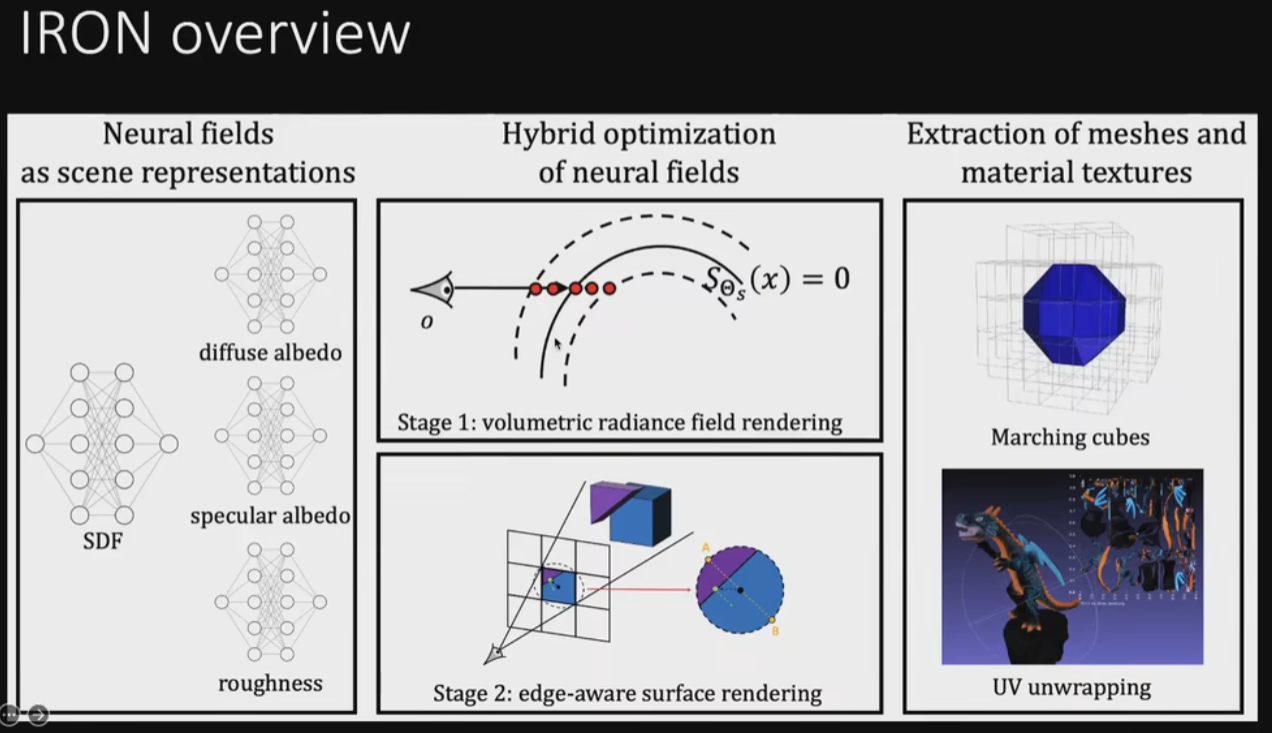 IRON overview
Neural fields
as scene representations
diffuse albedo
specular albedo
SDF
roughness
Hybrid optimization
of neural fields
o
S_{Θ_s}(x) = 0
Stage 1: volumetric radiance field rendering
A
B
Stage 2: edge-aware surface rendering
Extraction of meshes and
material textures
Marching cubes
UV unwrapping